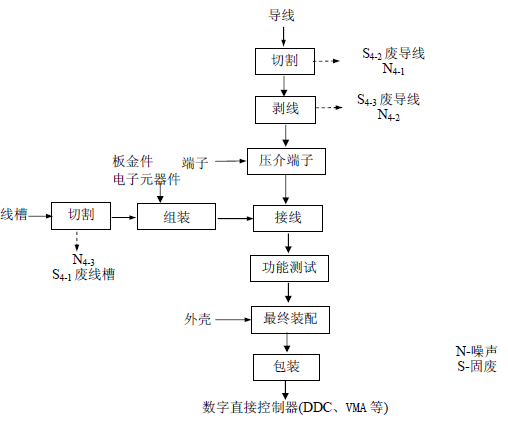 导线
切割
S4-2 废导线
N4-1
剥线
S4-3 废导线
N4-2
板金件
电子元器件
端子
压介端子
线槽
切割
组装
接线
N4-3
S4-1 废线槽
功能测试
外壳
最终装配
包装
N-噪声
S-固废
数字直接控制器(DDC、VMA 等)